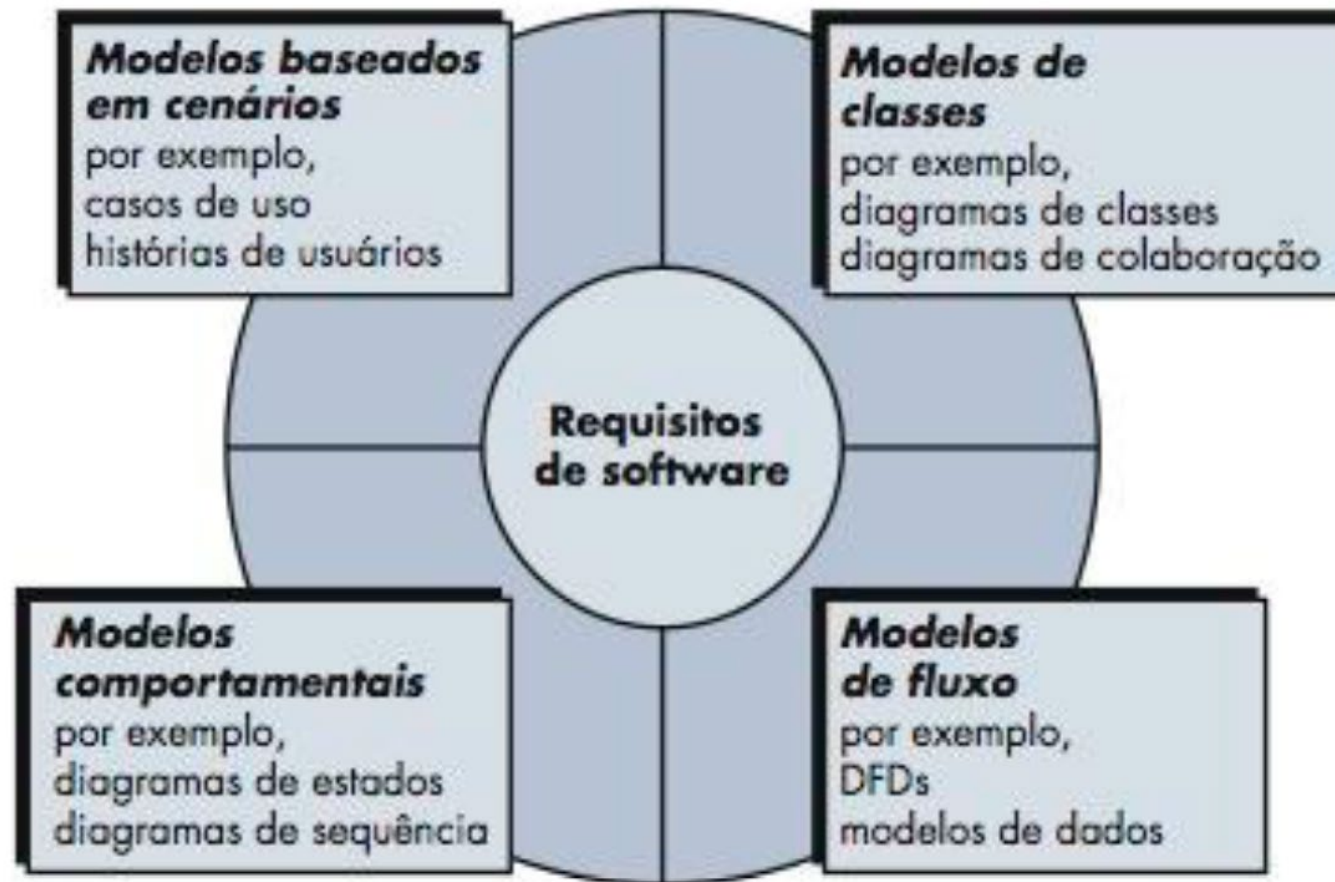 Modelos baseados
em cenários
por exemplo,
casos de uso
histórias de usuários
Modelos de
classes
por exemplo,
diagramas de classes
diagramas de colaboração
Requisitos
de software
Modelos
comportamentais
por exemplo,
diagramas de estados
diagramas de sequência
Modelos
de fluxo
por exemplo,
DFDs
modelos de dados